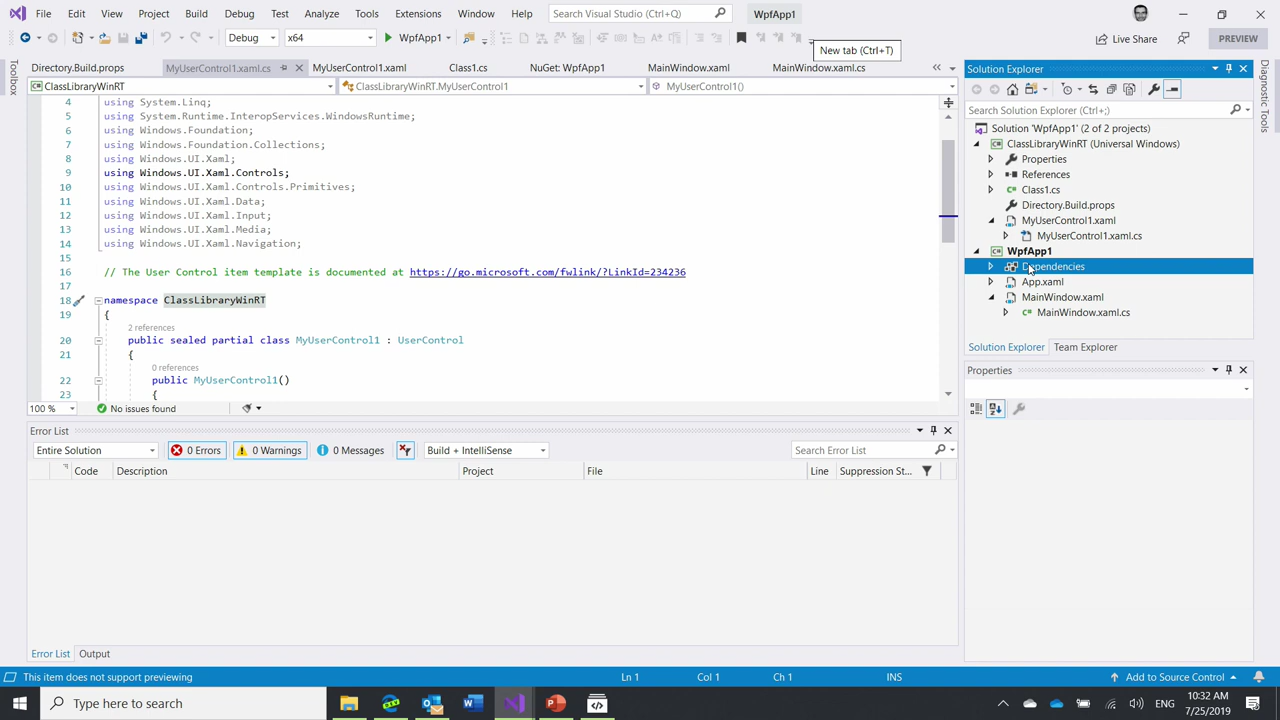 File Edit View Project Build Debug Test Analyze Tools Extensions Window Help Search Visual Studio (Ctrl+Q) WpfApp1
Debug x64 WpfApp1 Live Share PREVIEW
New tab (Ctrl+T)
Toolbox
Directory.Build.props MyUserControl1.xaml.cs MyUserControl1.xaml Class1.cs NuGet: WpfApp1 MainWindow.xaml MainWindow.xaml.cs
ClassLibraryWinRT ClassLibraryWinRT.MyUserControl1 MyUserControl1()
4 using System.Linq;
5 using System.Runtime.InteropServices.WindowsRuntime;
6 using Windows.Foundation;
7 using Windows.Foundation.Collections;
8 using Windows.UI.Xaml;
9 using Windows.UI.Xaml.Controls;
10 using Windows.UI.Xaml.Controls.Primitives;
11 using Windows.UI.Xaml.Data;
12 using Windows.UI.Xaml.Input;
13 using Windows.UI.Xaml.Media;
14 using Windows.UI.Xaml.Navigation;
15
16 // The User Control item template is documented at https://go.microsoft.com/fwlink/?LinkId=234236
17
18 namespace ClassLibraryWinRT
19 {
2 references
20 public sealed partial class MyUserControl1 : UserControl
21 {
0 references
22 public MyUserControl1()
23 {
100 % No issues found
Error List
Entire Solution 0 Errors 0 Warnings 0 Messages Build + IntelliSense Search Error List
Code Description Project File Line Suppression St...
Error List Output
Solution Explorer
Search Solution Explorer (Ctrl+;)
Solution 'WpfApp1' (2 of 2 projects)
ClassLibraryWinRT (Universal Windows)
Properties
References
Class1.cs
Directory.Build.props
MyUserControl1.xaml
MyUserControl1.xaml.cs
WpfApp1
Dependencies
App.xaml
MainWindow.xaml
MainWindow.xaml.cs
Solution Explorer Team Explorer
Properties
Diagnostic Tools
This item does not support previewing Ln 1 Col 1 Ch 1 INS Add to Source Control
Type here to search ENG 10:32 AM
7/25/2019